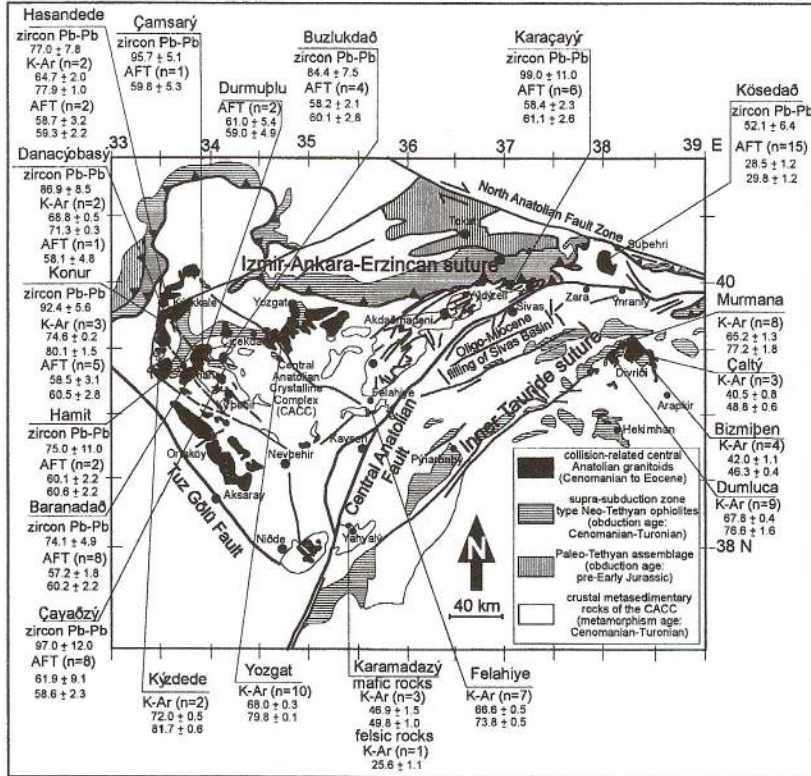 Hasandede
zircon Pb-Pb
77.0 ± 7.8
K-Ar (n=2)
64.7 ± 2.0
77.9 ± 1.0
AFT (n=2)
58.7 ± 3.2
59.3 ± 2.2
Çamsarý
zircon Pb-Pb
95.7 ± 5.1
AFT (n=1)
59.8 ± 5.3
Durmuþlu
AFT (n=2)
61.0 ± 5.4
59.0 ± 4.9
Buzlukdað
zircon Pb-Pb
84.4 ± 7.5
AFT (n=4)
58.2 ± 2.1
60.1 ± 2.8
Karaçayýr
zircon Pb-Pb
99.0 ± 11.0
AFT (n=6)
58.4 ± 2.3
61.1 ± 2.6
Kösedað
zircon Pb-Pb
52.1 ± 6.4
AFT (n=15)
28.5 ± 1.2
29.8 ± 1.2
33 34 35 36 37 38 39 E
Danacýobasý
zircon Pb-Pb
86.9 ± 8.5
K-Ar (n=2)
68.8 ± 0.5
71.3 ± 0.3
AFT (n=1)
58.1 ± 4.8
Konur
zircon Pb-Pb
92.4 ± 5.6
K-Ar (n=3)
74.6 ± 0.2
80.1 ± 1.5
AFT (n=5)
58.5 ± 3.1
60.5 ± 2.8
Hamit
zircon Pb-Pb
75.0 ± 11.0
AFT (n=2)
60.1 ± 2.2
60.6 ± 2.2
Baranadað
zircon Pb-Pb
74.1 ± 4.9
AFT (n=8)
57.2 ± 1.8
60.2 ± 2.2
Çayaðzý
zircon Pb-Pb
97.0 ± 12.0
AFT (n=8)
61.9 ± 9.1
58.6 ± 2.3
North Anatolian Fault Zone
Tokat
Suþehri
Izmir-Ankara-Erzincan suture
40
Yozgat
Yýldýzeli
Sivas
Zara
Ýmranlý
Akdaðmadeni
Oligo-Miocene
filling of Sivas Basin
Central
Anatolian
Crystalline
Complex
(CACC)
Felahiye
Inner Tauride suture
Divriði
Arapkir
Hekimhan
Ortaköy
Nevþehir
Kayseri
Pýnarbaþý
Central Anatolian
Fault
Aksaray
Tuz Gölü Fault
Niðde
Yahyalý
N
40 km
38 N
Murmana
K-Ar (n=8)
65.2 ± 1.3
77.2 ± 1.8
Çaltý
K-Ar (n=3)
40.5 ± 0.8
48.8 ± 0.6
Bizmiþen
K-Ar (n=4)
42.0 ± 1.1
46.3 ± 0.4
Dumluca
K-Ar (n=9)
67.8 ± 0.4
76.6 ± 1.6
collision-related central
Anatolian granitoids
(Cenomanian to Eocene)
supra-subduction zone
type Neo-Tethyan ophiolites
(obduction age:
Cenomanian-Turonian)
Paleo-Tethyan assemblage
(obduction age:
pre-Early Jurassic)
crustal metasedimentary
rocks of the CACC
(metamorphism age:
Cenomanian-Turonian)
Kýzdede
K-Ar (n=2)
72.0 ± 0.5
81.7 ± 0.6
Yozgat
K-Ar (n=10)
68.0 ± 0.3
79.8 ± 0.1
Karamadazý
mafic rocks
K-Ar (n=3)
46.9 ± 1.5
49.8 ± 1.0
felsic rocks
K-Ar (n=1)
25.6 ± 1.1
Felahiye
K-Ar (n=7)
66.6 ± 0.5
73.8 ± 0.5